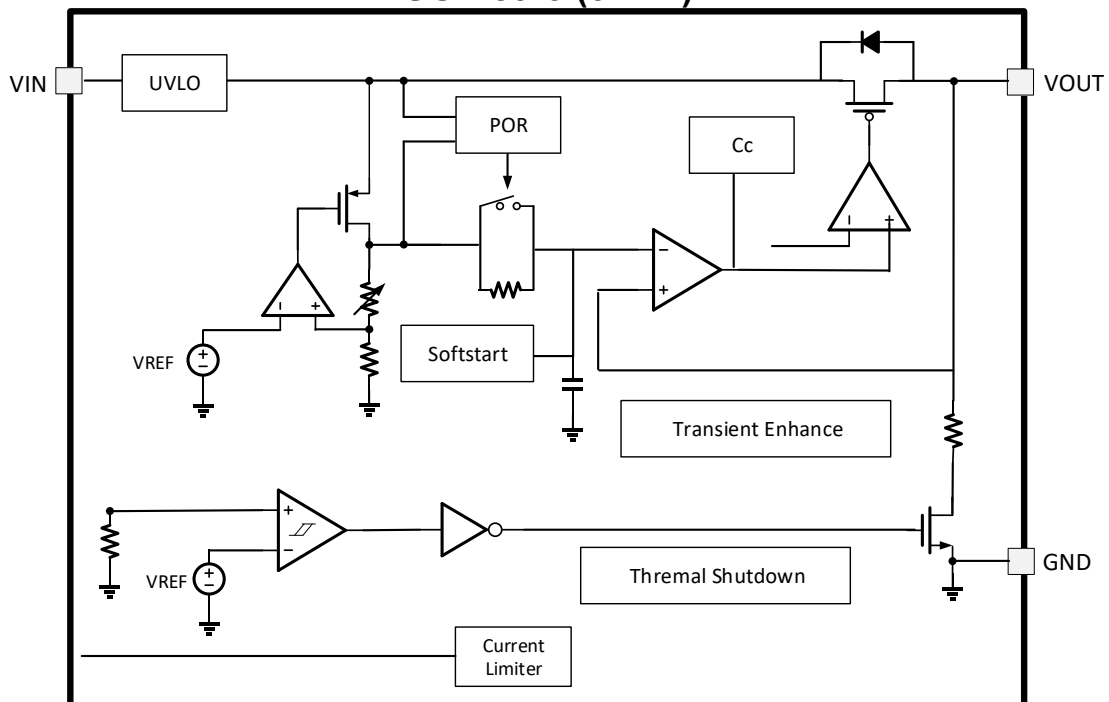 VIN
UVLO
VOUT
POR
Cc
VREF
Softstart
Transient Enhance
VREF
Thremal Shutdown
GND
Current
Limiter